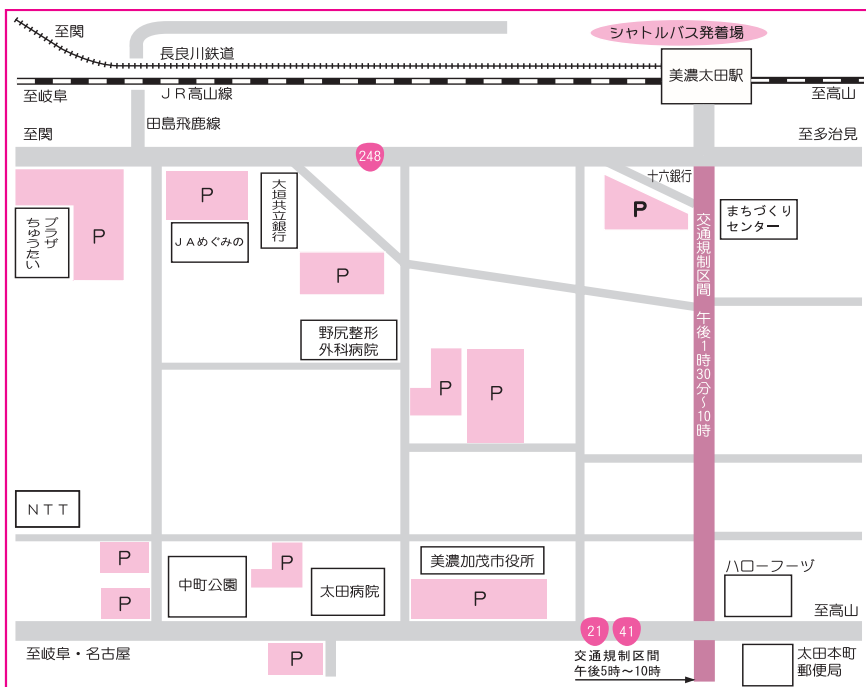 至関
シャトルバス発着場
長良川鉄道
美濃太田駅
至岐阜
JR高山線
至高山
田島飛鹿線
至関
至多治見
248
十六銀行
P
P
大垣共立銀行
P
まちづくり
センター
プラザ
ちゅうたい
P
JAめぐみの
交通規制区間 午後1時30分～10時
P
野尻整形
外科病院
P
P
NTT
P
P
美濃加茂市役所
ハローフーヅ
中町公園
太田病院
P
P
至高山
21
41
至岐阜・名古屋
P
交通規制区間
午後5時～10時
太田本町
郵便局